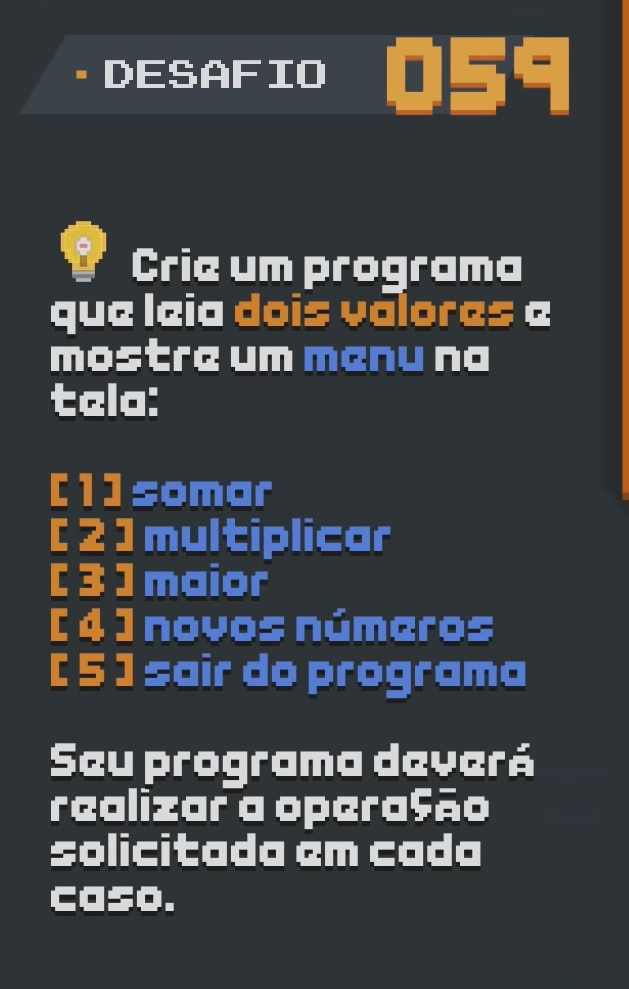 DESAFIO 059
Crie um programa
que leia dois valores e
mostre um menu na
tela:
[ 1 ] somar
[ 2 ] multiplicar
[ 3 ] maior
[ 4 ] novos números
[ 5 ] sair do programa
Seu programa deverá
realizar a operação
solicitada em cada
caso.